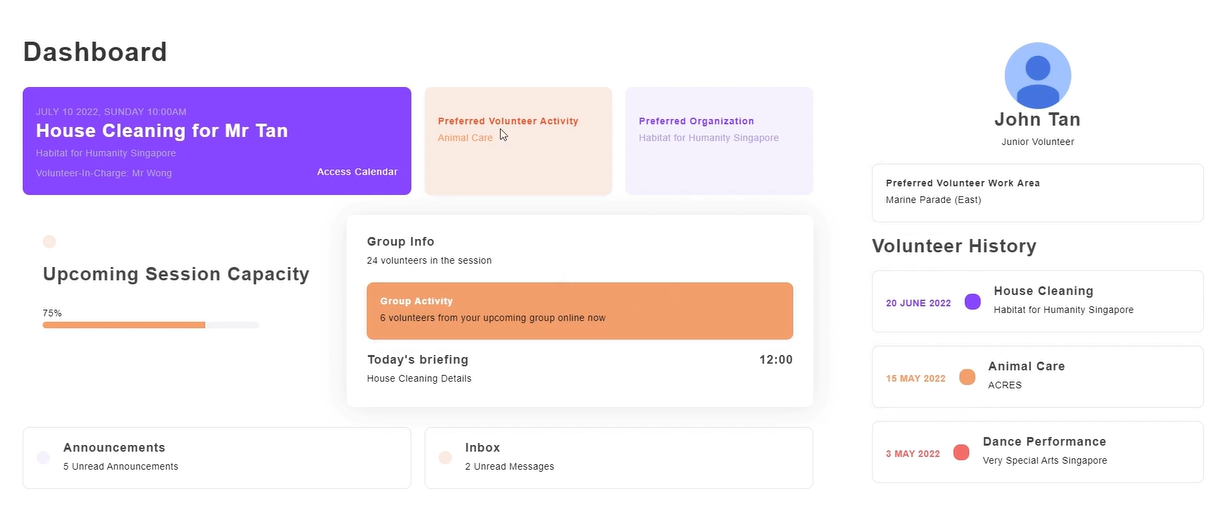 Dashboard
JULY 10 2022, SUNDAY 10:00AM
House Cleaning for Mr Tan
Habitat for Humanity Singapore
Volunteer-In-Charge: Mr Wong
Access Calendar
Preferred Volunteer Activity
Animal Care
Preferred Organization
Habitat for Humanity Singapore
Upcoming Session Capacity
75%
Group Info
24 volunteers in the session
Group Activity
6 volunteers from your upcoming group online now
Today's briefing
12:00
House Cleaning Details
Announcements
5 Unread Announcements
Inbox
2 Unread Messages
John Tan
Junior Volunteer
Preferred Volunteer Work Area
Marine Parade (East)
Volunteer History
20 JUNE 2022
House Cleaning
Habitat for Humanity Singapore
15 MAY 2022
Animal Care
ACRES
3 MAY 2022
Dance Performance
Very Special Arts Singapore